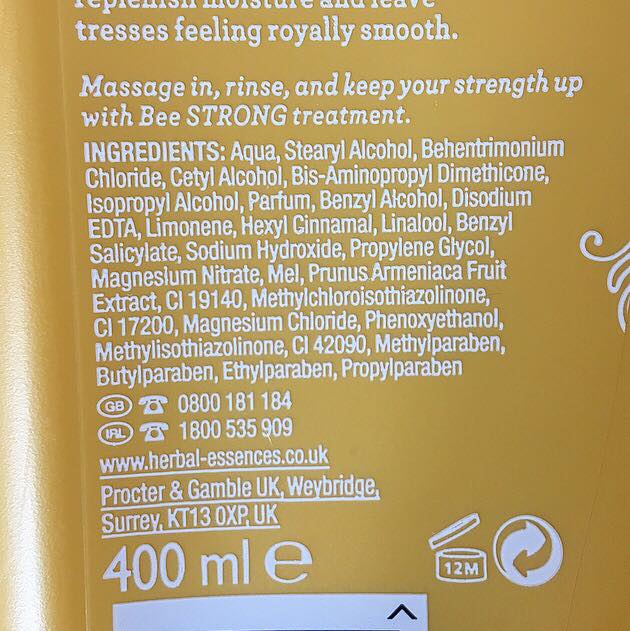 replenish moisture and leave
tresses feeling royally smooth.
Massage in, rinse, and keep your strength up
with Bee STRONG treatment.
INGREDIENTS: Aqua, Stearyl Alcohol, Behentrimonium
Chloride, Cetyl Alcohol, Bis-Aminopropyl Dimethicone,
Isopropyl Alcohol, Parfum, Benzyl Alcohol, Disodium
EDTA, Limonene, Hexyl Cinnamal, Linalool, Benzyl
Salicylate, Sodium Hydroxide, Propylene Glycol,
Magnesium Nitrate, Mel, Prunus Armeniaca Fruit
Extract, CI 19140, Methylchloroisothiazolinone,
CI 17200, Magnesium Chloride, Phenoxyethanol,
Methylisothiazolinone, CI 42090, Methylparaben,
Butylparaben, Ethylparaben, Propylparaben
GB 0800 181 184
IRL 1800 535 909
www.herbal-essences.co.uk
Procter & Gamble UK, Weybridge,
Surrey, KT13 0XP, UK
400 ml e
12M